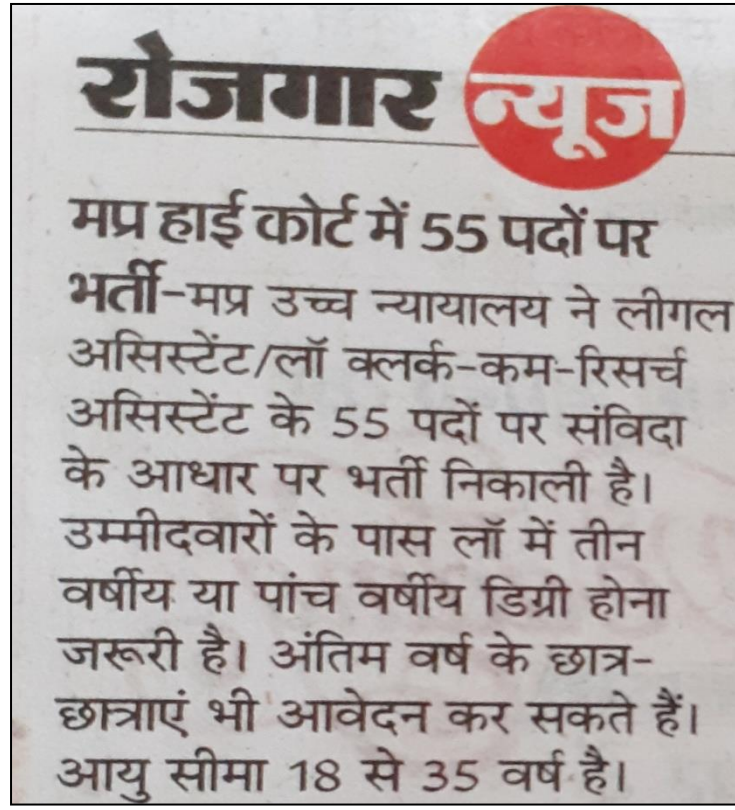 रोजगार न्यूज
मप्र हाई कोर्ट में 55 पदों पर
भर्ती-मप्र उच्च न्यायालय ने लीगल
असिस्टेंट/लॉ क्लर्क-कम-रिसर्च
असिस्टेंट के 55 पदों पर संविदा
के आधार पर भर्ती निकाली है।
उम्मीदवारों के पास लॉ में तीन
वर्षीय या पांच वर्षीय डिग्री होना
जरूरी है। अंतिम वर्ष के छात्र-
छात्राएं भी आवेदन कर सकते हैं।
आयु सीमा 18 से 35 वर्ष है।